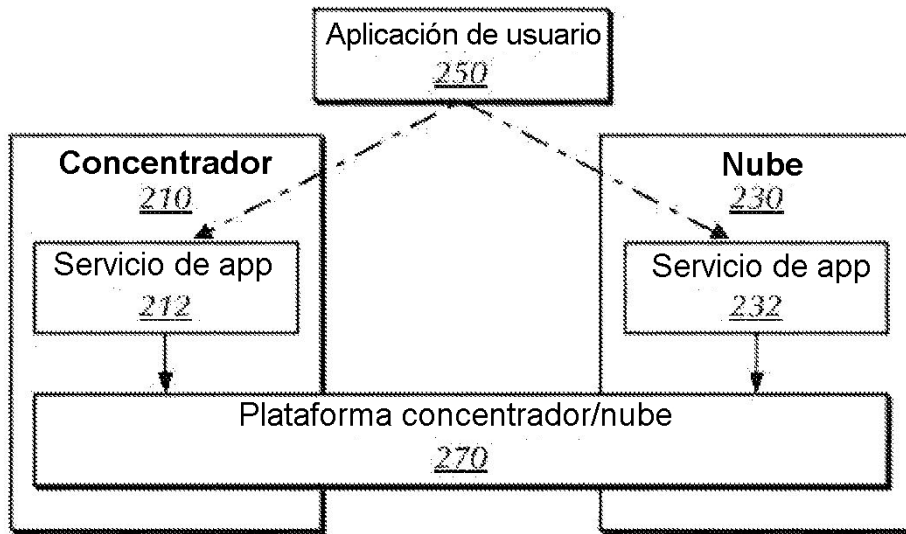 Aplicación de usuario
250
Concentrador
210
Servicio de app
212
Nube
230
Servicio de app
232
Plataforma concentrador/nube
270